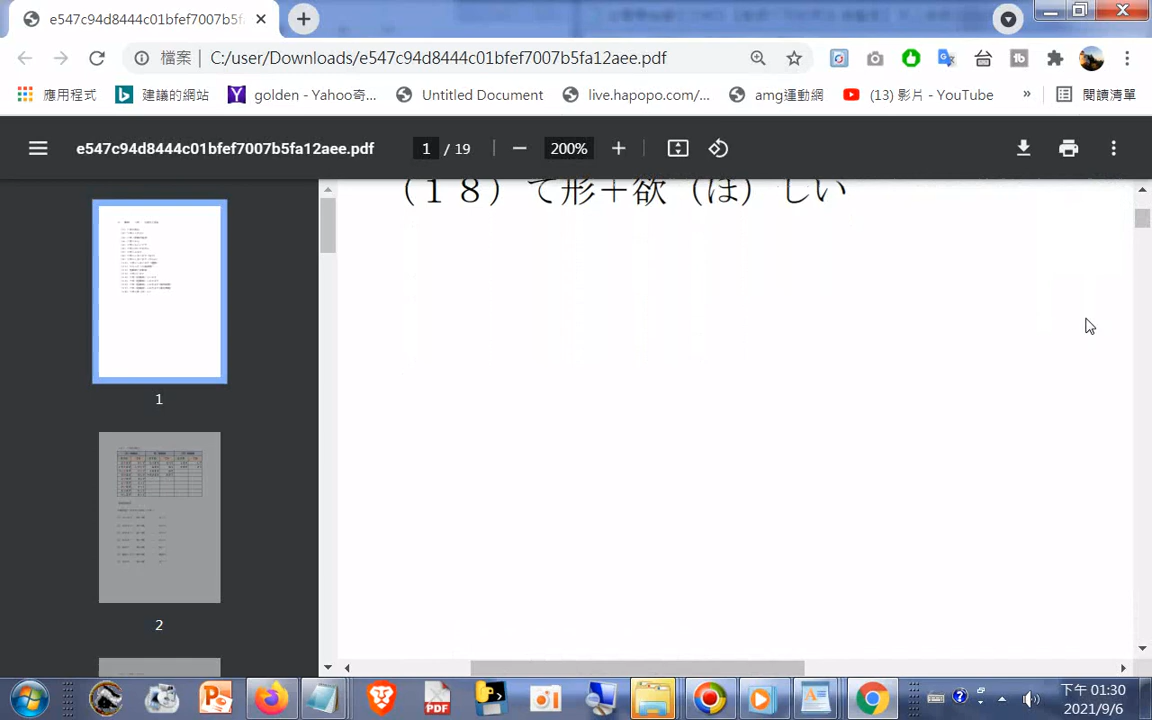 e547c94d8444c01bfef7007b5fa12aee.pdf
檔案 | C:/user/Downloads/e547c94d8444c01bfef7007b5fa12aee.pdf
應用程式 建議的網站 golden - Yahoo奇... Untitled Document live.hapopo.com/... amg運動網 (13) 影片 - YouTube » 閱讀清單
e547c94d8444c01bfef7007b5fa12aee.pdf 1 / 19 200%
（１８）て形＋欲（ほ）しい
1
2
下午 01:30
2021/9/6